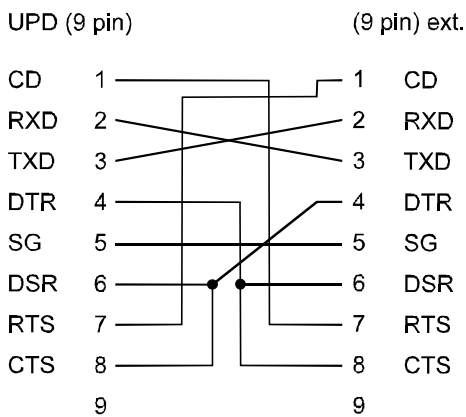 UPD (9 pin) (9 pin) ext.
CD 1 1 CD
RXD 2 2 RXD
TXD 3 3 TXD
DTR 4 4 DTR
SG 5 5 SG
DSR 6 6 DSR
RTS 7 7 RTS
CTS 8 8 CTS
9 9